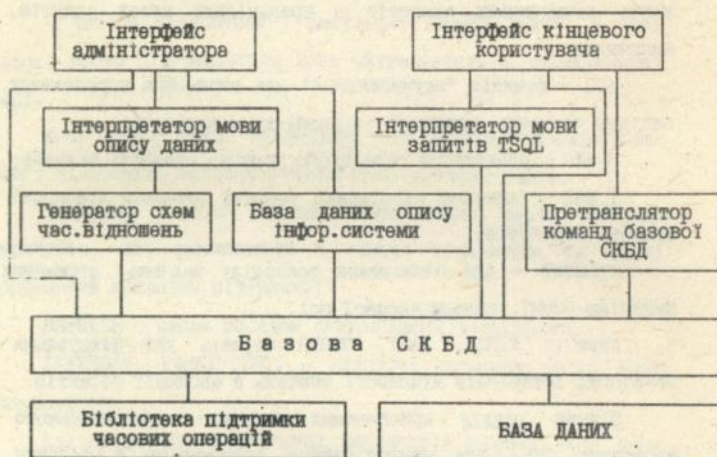 Інтерфейс
адміністратора
Інтерфейс кінцевого
користувача
Інтерпретатор мови
опису даних
Інтерпретатор мови
запитів TSQL
Генератор схем
час.відношень
База даних опису
інфор.системи
Претранслятор
команд базової
СКБД
Базова СКБД
Бібліотека підтримки
часових операцій
БАЗА ДАНИХ